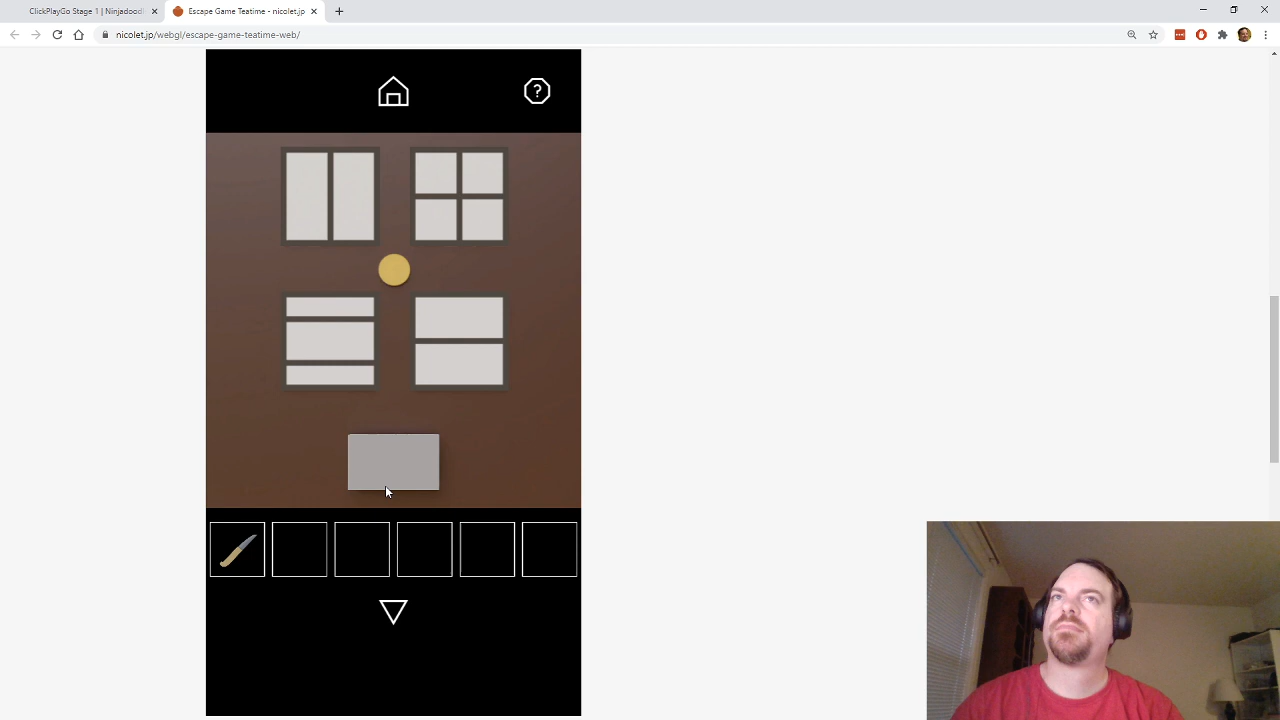 ClickPlayGo Stage 1 | Ninjadoodl
Escape Game Teatime - nicolet.jp
nicolet.jp/webgl/escape-game-teatime-web/
?